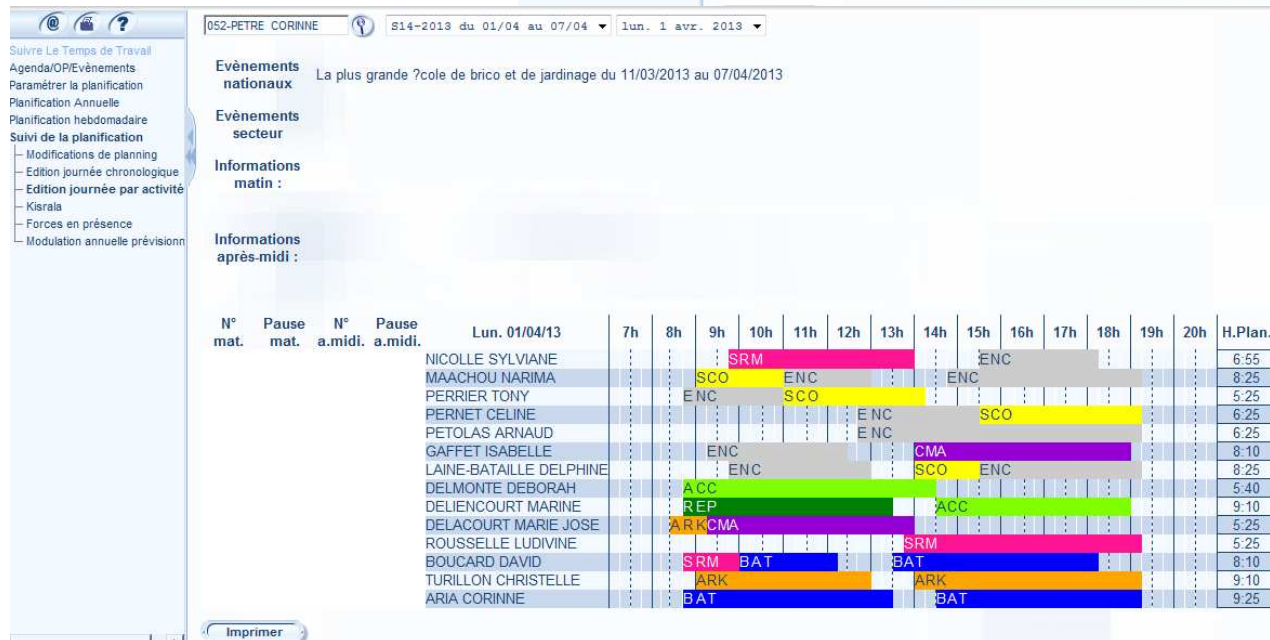 052-PETRE CORINNE S14-2013 du 01/04 au 07/04 lun. 1 avr. 2013
Suivre Le Temps de Travail
Agenda/OP/Evènements
Paramétrer la planification
Planification Annuelle
Planification hebdomadaire
Suivi de la planification
Modifications de planning
Edition journée chronologique
Edition journée par activité
Kisrala
Forces en présence
Modulation annuelle prévisionn
Evènements nationaux La plus grande ?cole de brico et de jardinage du 11/03/2013 au 07/04/2013
Evènements secteur
Informations matin :
Informations après-midi :
N° mat. Pause mat. N° a.midi. Pause a.midi. Lun. 01/04/13 7h 8h 9h 10h 11h 12h 13h 14h 15h 16h 17h 18h 19h 20h H.Plan.
NICOLLE SYLVIANE SRM ENC 6:55
MAACHOU NARIMA SCO ENC ENC 8:25
PERRIER TONY ENC SCO 5:25
PERNET CELINE ENC SCO 6:25
PETOLAS ARNAUD ENC 6:25
GAFFET ISABELLE ENC CMA 8:10
LAINE-BATAILLE DELPHINE ENC SCO ENC 8:25
DELMONTE DEBORAH ACC 5:40
DELIENCOURT MARINE REP ACC 9:10
DELACOURT MARIE JOSE ARK CMA 5:25
ROUSSELLE LUDIVINE SRM 5:25
BOUCARD DAVID SRM BAT BAT 8:10
TURILLON CHRISTELLE ARK ARK 9:10
ARIA CORINNE BAT BAT 9:25
Imprimer